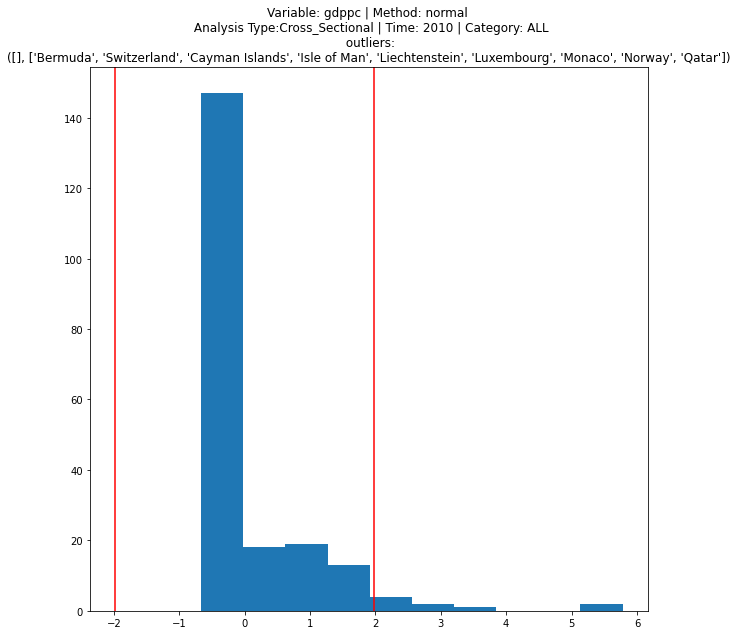 Variable: gdppc | Method: normal
Analysis Type:Cross_Sectional | Time: 2010 | Category: ALL
outliers:
([], ['Bermuda', 'Switzerland', 'Cayman Islands', 'Isle of Man', 'Liechtenstein', 'Luxembourg', 'Monaco', 'Norway', 'Qatar'])
140
120
100
80
60
40
20
0
−2 −1 0 1 2 3 4 5 6